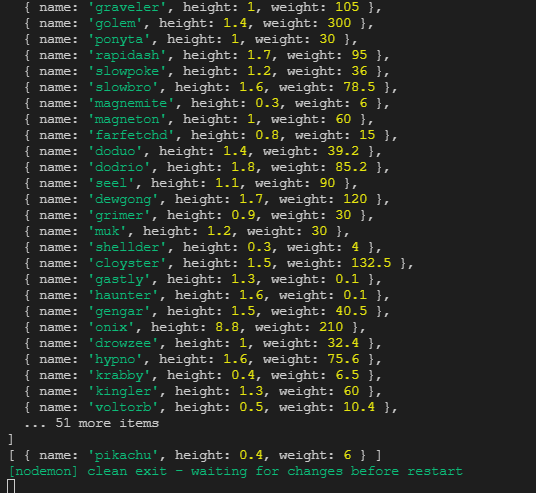 { name: 'graveler', height: 1, weight: 105 },
{ name: 'golem', height: 1.4, weight: 300 },
{ name: 'ponyta', height: 1, weight: 30 },
{ name: 'rapidash', height: 1.7, weight: 95 },
{ name: 'slowpoke', height: 1.2, weight: 36 },
{ name: 'slowbro', height: 1.6, weight: 78.5 },
{ name: 'magnemite', height: 0.3, weight: 6 },
{ name: 'magneton', height: 1, weight: 60 },
{ name: 'farfetchd', height: 0.8, weight: 15 },
{ name: 'doduo', height: 1.4, weight: 39.2 },
{ name: 'dodrio', height: 1.8, weight: 85.2 },
{ name: 'seel', height: 1.1, weight: 90 },
{ name: 'dewgong', height: 1.7, weight: 120 },
{ name: 'grimer', height: 0.9, weight: 30 },
{ name: 'muk', height: 1.2, weight: 30 },
{ name: 'shellder', height: 0.3, weight: 4 },
{ name: 'cloyster', height: 1.5, weight: 132.5 },
{ name: 'gastly', height: 1.3, weight: 0.1 },
{ name: 'haunter', height: 1.6, weight: 0.1 },
{ name: 'gengar', height: 1.5, weight: 40.5 },
{ name: 'onix', height: 8.8, weight: 210 },
{ name: 'drowzee', height: 1, weight: 32.4 },
{ name: 'hypno', height: 1.6, weight: 75.6 },
{ name: 'krabby', height: 0.4, weight: 6.5 },
{ name: 'kingler', height: 1.3, weight: 60 },
{ name: 'voltorb', height: 0.5, weight: 10.4 },
... 51 more items
]
[ { name: 'pikachu', height: 0.4, weight: 6 } ]
[nodemon] clean exit - waiting for changes before restart